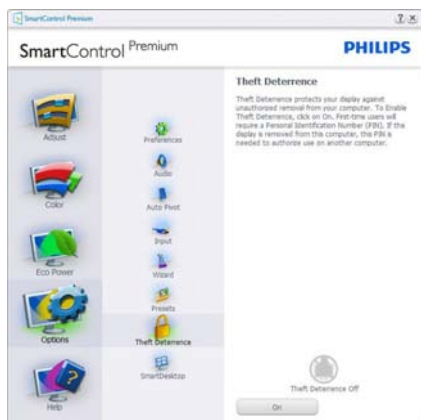 SmartControl Premium
SmartControl Premium
PHILIPS
Adjust
Color
Eco Power
Options
Help
Preferences
Audio
Auto Pivot
Input
Wizard
Presets
Theft Deterrence
SmartDesktop
Theft Deterrence
Theft Deterrence protects your display against
unauthorized removal from your computer. To Enable
Theft Deterrence, click on On. First-time users will
require a Personal Identification Number (PIN). If the
display is removed from this computer, this PIN is
needed to authorize use on another computer.
Theft Deterrence Off
On